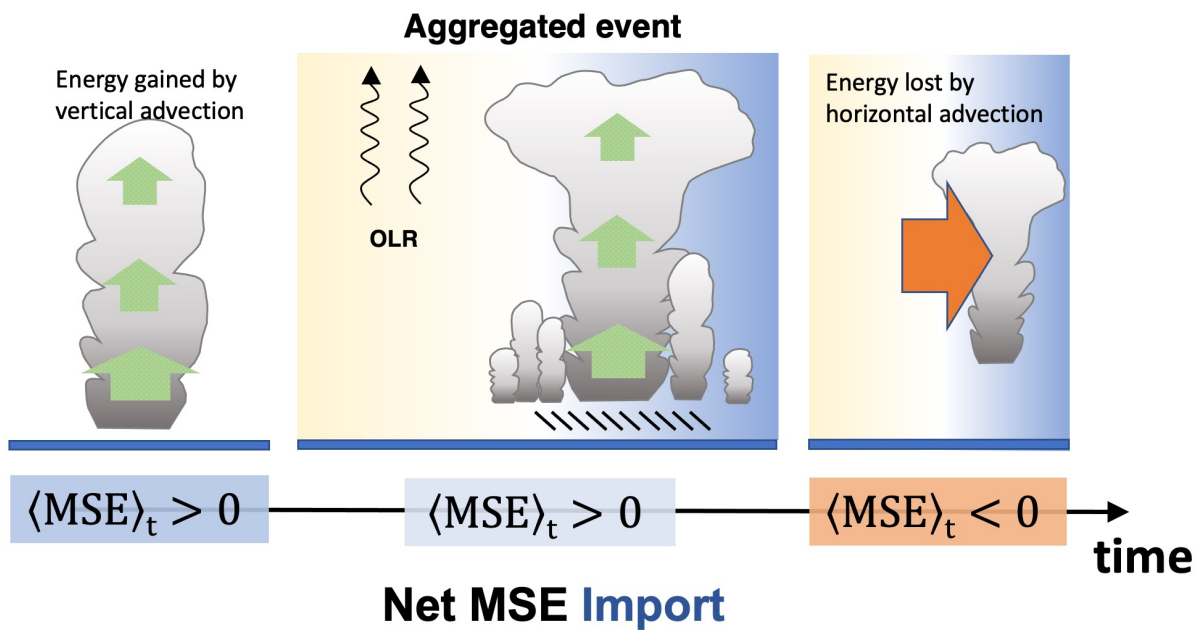 Aggregated event
Energy gained by
vertical advection
OLR
Energy lost by
horizontal advection
⟨MSE⟩t > 0
⟨MSE⟩t > 0
⟨MSE⟩t < 0
time
Net MSE Import